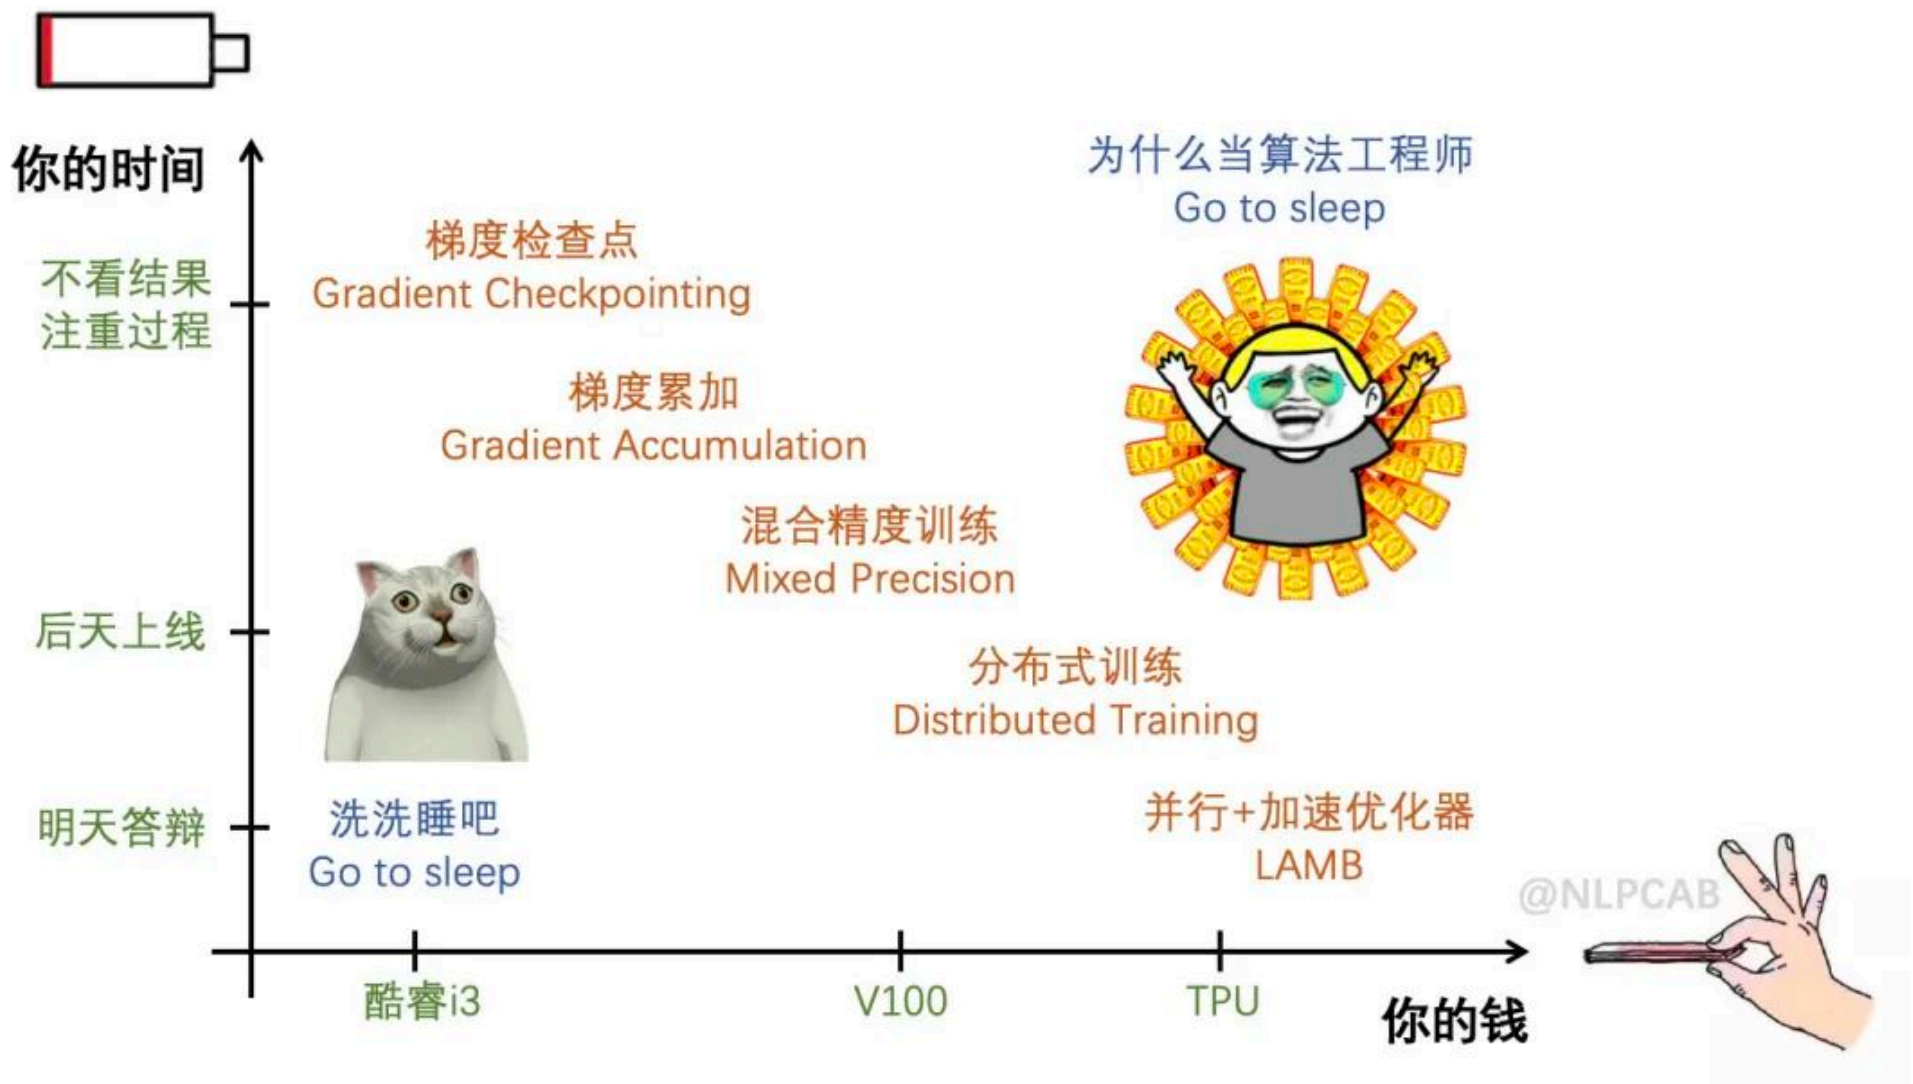 你的时间
为什么当算法工程师
Go to sleep
梯度检查点
Gradient Checkpointing
不看结果
注重过程
梯度累加
Gradient Accumulation
混合精度训练
Mixed Precision
后天上线
分布式训练
Distributed Training
明天答辩
洗洗睡吧
Go to sleep
并行+加速优化器
LAMB
@NLPCAB
酷睿i3
V100
TPU
你的钱